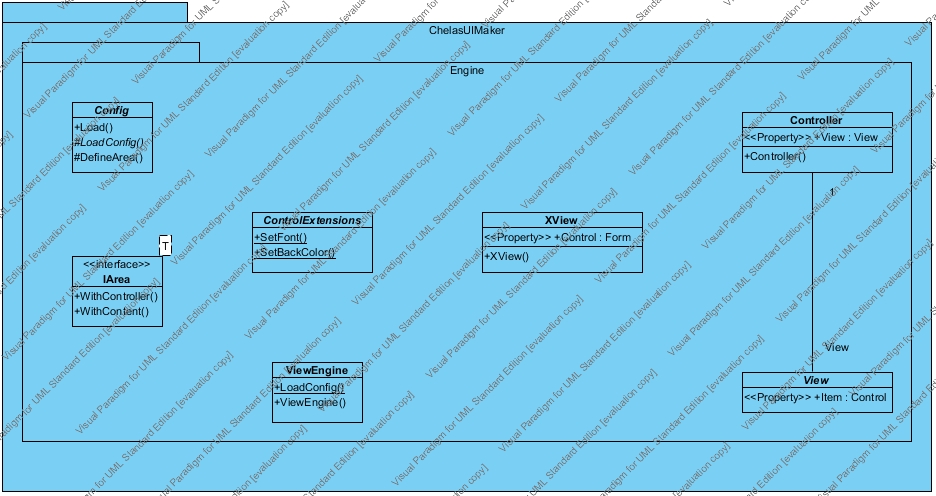 ChelasUIMaker
Engine
Config
+Load()
#LoadConfig()
#DefineArea()
Controller
<<Property>> +View : View
+Controller()
1
ControlExtensions
+SetFont()
+SetBackColor()
XView
<<Property>> +Control : Form
+XView()
T
<<interface>>
IArea
+WithController()
+WithContent()
View
ViewEngine
+LoadConfig()
+ViewEngine()
View
<<Property>> +Item : Control
Visual Paradigm for UML Standard Edition [evaluation copy]